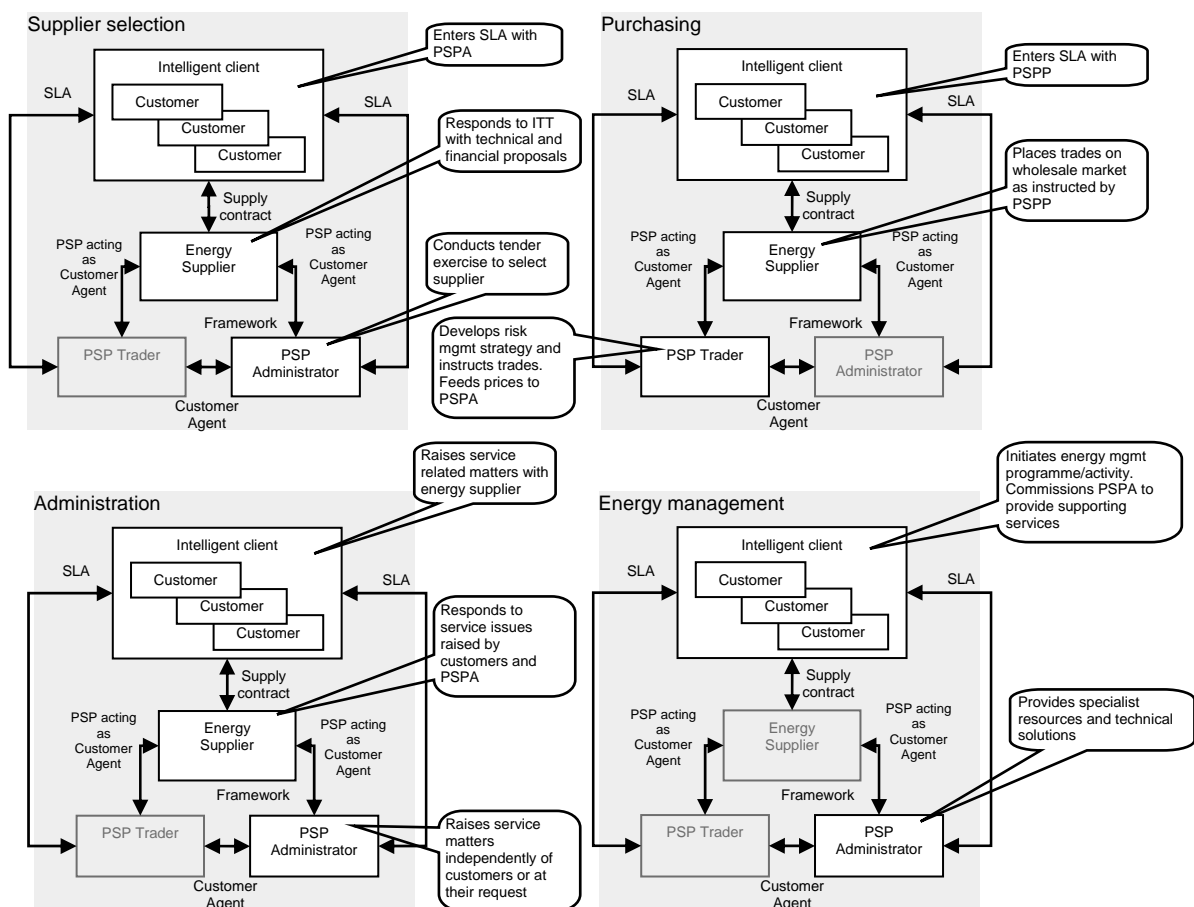 Supplier selection
Enters SLA with
PSPA
Intelligent client
SLA
SLA
Customer
Customer
Customer
Responds to ITT
with technical and
financial proposals
Supply
contract
PSP acting
as
Customer
Agent
Energy
Supplier
PSP acting
as
Customer
Agent
Conducts tender
exercise to select
supplier
Framework
PSP Trader
PSP
Administrator
Customer
Agent
Purchasing
Enters SLA with
PSPP
Intelligent client
SLA
SLA
Customer
Customer
Customer
Places trades on
wholesale market
as instructed by
PSPP
Supply
contract
PSP acting
as
Customer
Agent
Energy
Supplier
PSP acting
as
Customer
Agent
Framework
Develops risk
mgmt strategy and
instructs trades.
Feeds prices to
PSPA
PSP Trader
PSP
Administrator
Customer
Agent
Administration
Raises service
related matters with
energy supplier
Intelligent client
SLA
SLA
Customer
Customer
Customer
Responds to
service issues
raised by
customers and
PSPA
Supply
contract
PSP acting
as
Customer
Agent
Energy
Supplier
PSP acting
as
Customer
Agent
Framework
PSP Trader
PSP
Administrator
Raises service
matters
independently of
customers or at
their request
Customer
Agent
Energy management
Initiates energy mgmt
programme/activity.
Commissions PSPA to
provide supporting
services
Intelligent client
SLA
SLA
Customer
Customer
Customer
Supply
contract
PSP acting
as
Customer
Agent
Energy
Supplier
PSP acting
as
Customer
Agent
Provides specialist
resources and technical
solutions
Framework
PSP Trader
PSP
Administrator
Customer
Agent